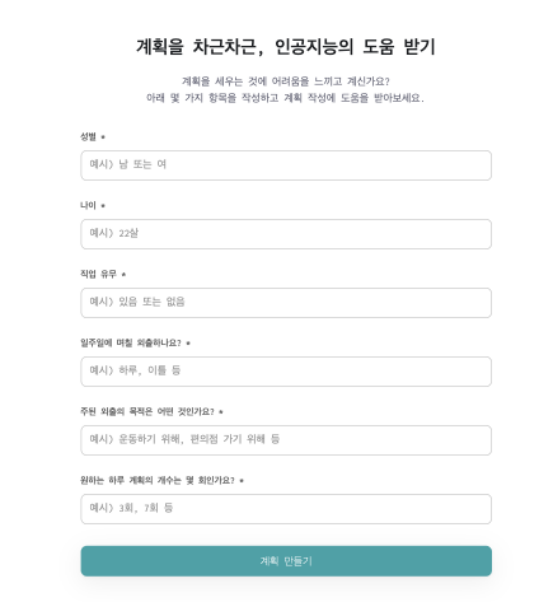 계획을 차근차근, 인공지능의 도움 받기
계획을 세우는 것에 어려움을 느끼고 계신가요?
아래 몇 가지 항목을 작성하고 계획 작성에 도움을 받아보세요.
성별 *
예시) 남 또는 여
나이 *
예시) 22살
직업 유무 *
예시) 있음 또는 없음
일주일에 며칠 외출하나요? *
예시) 하루, 이틀 등
주된 외출의 목적은 어떤 것인가요? *
예시) 운동하기 위해, 편의점 가기 위해 등
원하는 하루 계획의 개수는 몇 회인가요? *
예시) 3회, 7회 등
계획 만들기